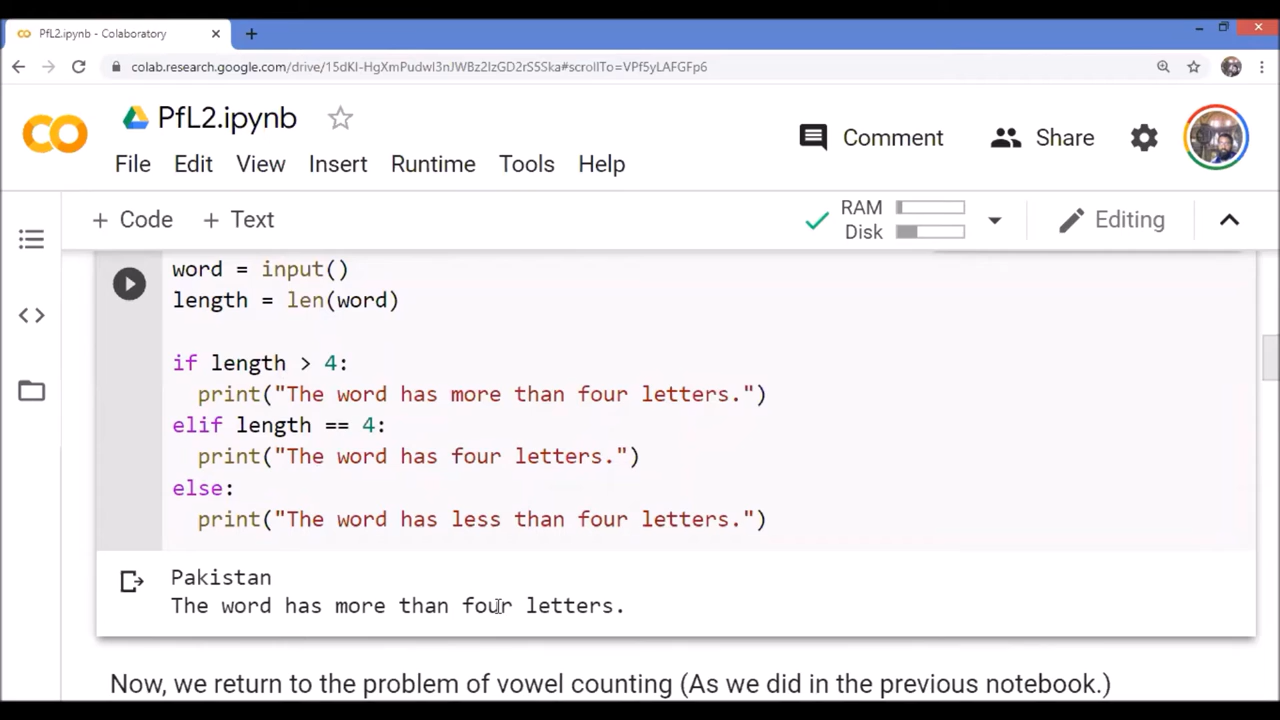 PfL2.ipynb - Colaboratory
colab.research.google.com/drive/15dKI-HgXmPudwI3nJWBz2IzGD2rS5Ska#scrollTo=VPf5yLAFGFp6
PfL2.ipynb
Comment
Share
File Edit View Insert Runtime Tools Help
+ Code + Text
RAM
Disk
Editing
word = input()
length = len(word)
if length > 4:
print("The word has more than four letters.")
elif length == 4:
print("The word has four letters.")
else:
print("The word has less than four letters.")
Pakistan
The word has more than four letters.
Now, we return to the problem of vowel counting (As we did in the previous notebook.)